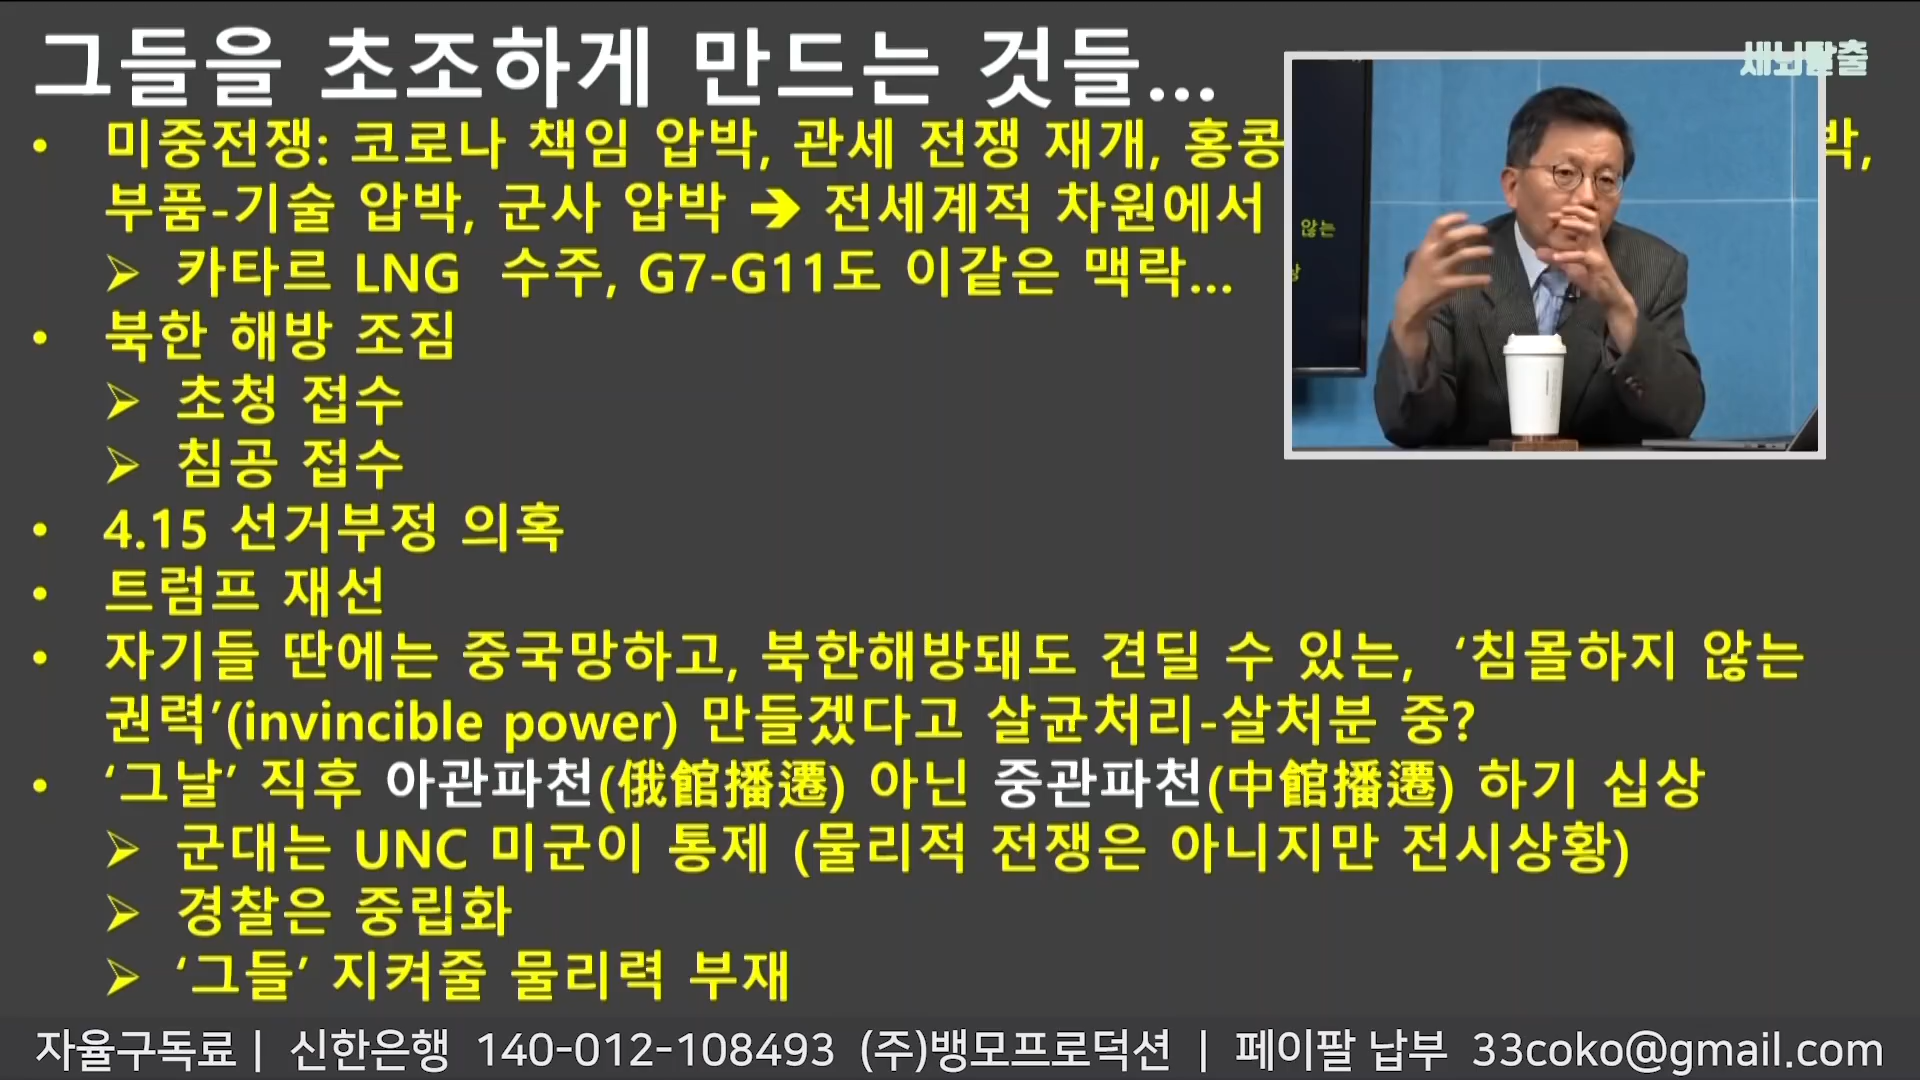 그들을 초조하게 만드는 것들...
세뇌탈출
• 미중전쟁: 코로나 책임 압박, 관세 전쟁 재개, 홍콩 박,
부품-기술 압박, 군사 압박 ➔ 전세계적 차원에서
➢ 카타르 LNG 수주, G7-G11도 이같은 맥락...
않는
• 북한 해방 조짐
➢ 초청 접수
➢ 침공 접수
• 4.15 선거부정 의혹
• 트럼프 재선
• 자기들 딴에는 중국망하고, 북한해방돼도 견딜 수 있는, ‘침몰하지 않는
권력’(invincible power) 만들겠다고 살균처리-살처분 중?
• ‘그날’ 직후 아관파천(俄館播遷) 아닌 중관파천(中館播遷) 하기 십상
➢ 군대는 UNC 미군이 통제 (물리적 전쟁은 아니지만 전시상황)
➢ 경찰은 중립화
➢ ‘그들’ 지켜줄 물리력 부재
자율구독료 | 신한은행 140-012-108493 (주)뱅모프로덕션 | 페이팔 납부 33coko@gmail.com